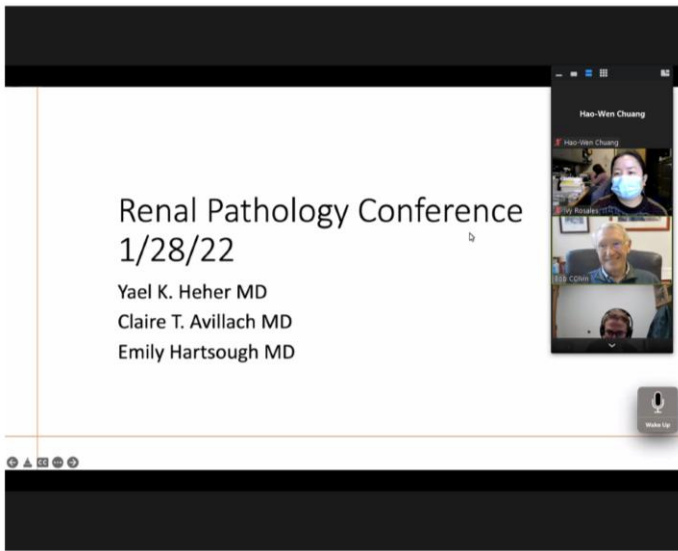 Renal Pathology Conference
1/28/22
Yael K. Heher MD
Claire T. Avillach MD
Emily Hartsough MD
Hao-Wen Chuang
Hao-Wen Chuang
Ivy Rosales
Wake Up
CC